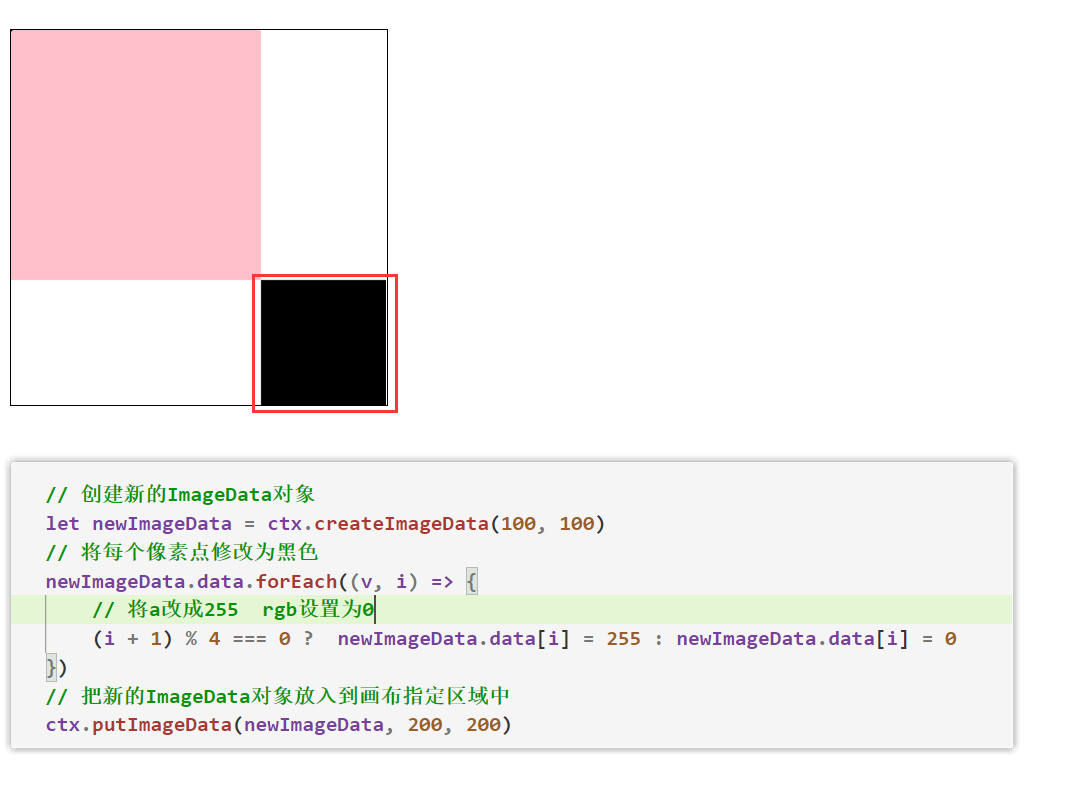 // 创建新的ImageData对象
let newImageData = ctx.createImageData(100, 100)
// 将每个像素点修改为黑色
newImageData.data.forEach((v, i) => {
// 将a改成255  rgb设置为0
(i + 1) % 4 === 0 ?  newImageData.data[i] = 255 : newImageData.data[i] = 0
})
// 把新的ImageData对象放入到画布指定区域中
ctx.putImageData(newImageData, 200, 200)